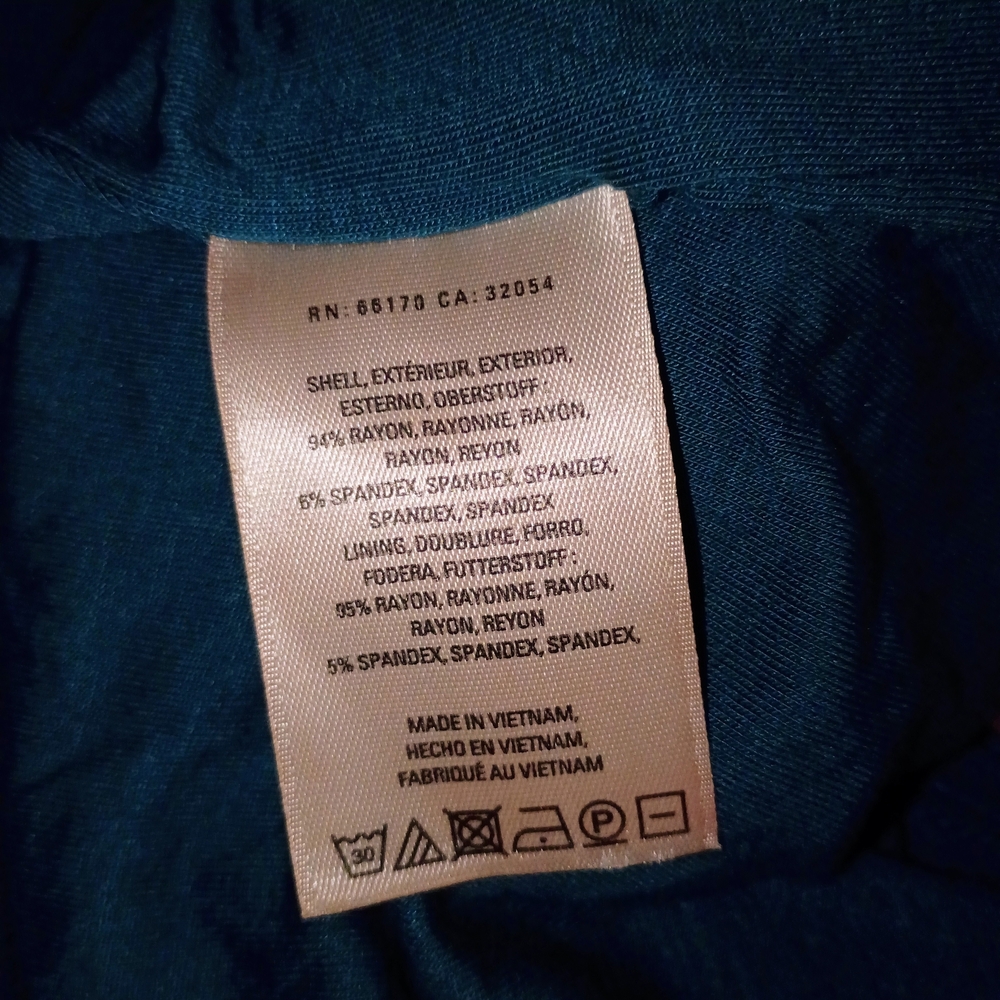 RN: 66170 CA: 32054
SHELL, EXTÉRIEUR, EXTERIOR,
ESTERNO, OBERSTOFF :
94% RAYON, RAYONNE, RAYÓN,
RAYON, REYON
6% SPANDEX, SPANDEX, SPANDEX,
SPANDEX, SPANDEX
LINING, DOUBLURE, FORRO,
FODERA, FUTTERSTOFF :
95% RAYON, RAYONNE, RAYÓN,
RAYON, REYON
5% SPANDEX, SPANDEX, SPANDEX,
MADE IN VIETNAM,
HECHO EN VIETNAM,
FABRIQUÉ AU VIETNAM
30 P